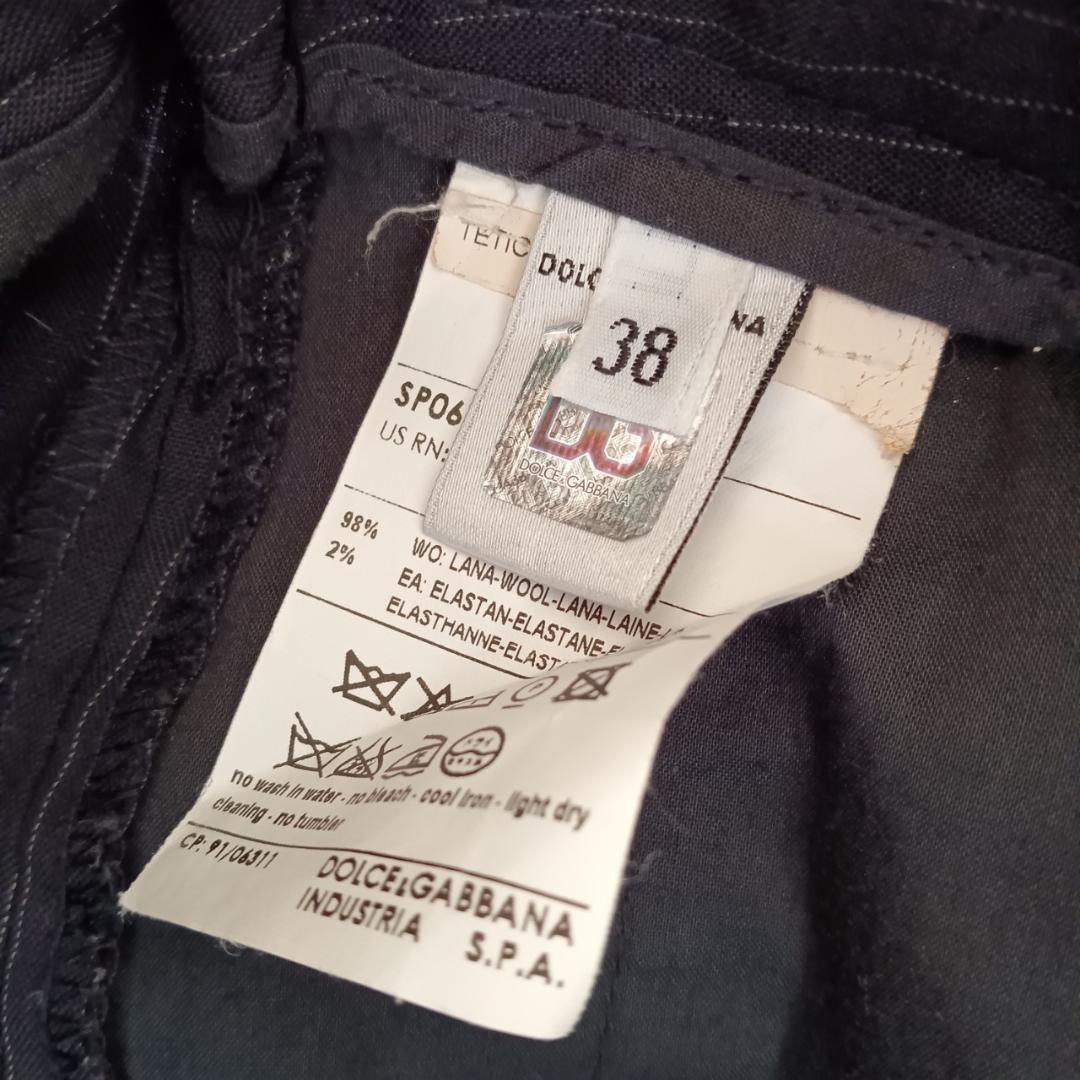 TETIC
DOLC NA
38
DG
DOLCE&GABBANA
SP06
US RN:
98% WO: LANA-WOOL-LANA-LAINE-
2% EA: ELASTAN-ELASTANE-
ELASTHANNE-ELAST
no wash in water - no bleach - cool iron - light dry
cleaning - no tumbler
CP: 91/06311
DOLCE&GABBANA
INDUSTRIA S.P.A.